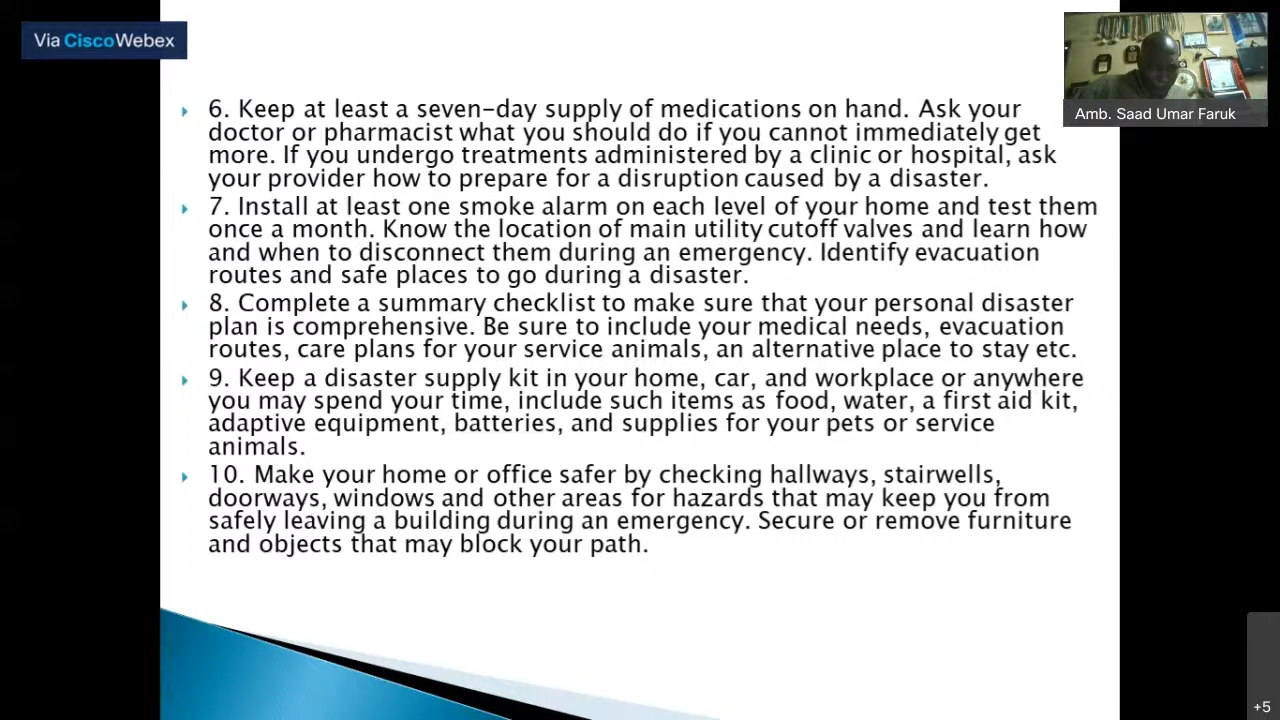 Via CiscoWebex
6. Keep at least a seven-day supply of medications on hand. Ask your
doctor or pharmacist what you should do if you cannot immediately get
more. If you undergo treatments administered by a clinic or hospital, ask
your provider how to prepare for a disruption caused by a disaster.
7. Install at least one smoke alarm on each level of your home and test them
once a month. Know the location of main utility cutoff valves and learn how
and when to disconnect them during an emergency. Identify evacuation
routes and safe places to go during a disaster.
8. Complete a summary checklist to make sure that your personal disaster
plan is comprehensive. Be sure to include your medical needs, evacuation
routes, care plans for your service animals, an alternative place to stay etc.
9. Keep a disaster supply kit in your home, car, and workplace or anywhere
you may spend your time, include such items as food, water, a first aid kit,
adaptive equipment, batteries, and supplies for your pets or service
animals.
10. Make your home or office safer by checking hallways, stairwells,
doorways, windows and other areas for hazards that may keep you from
safely leaving a building during an emergency. Secure or remove furniture
and objects that may block your path.
Amb. Saad Umar Faruk
+5